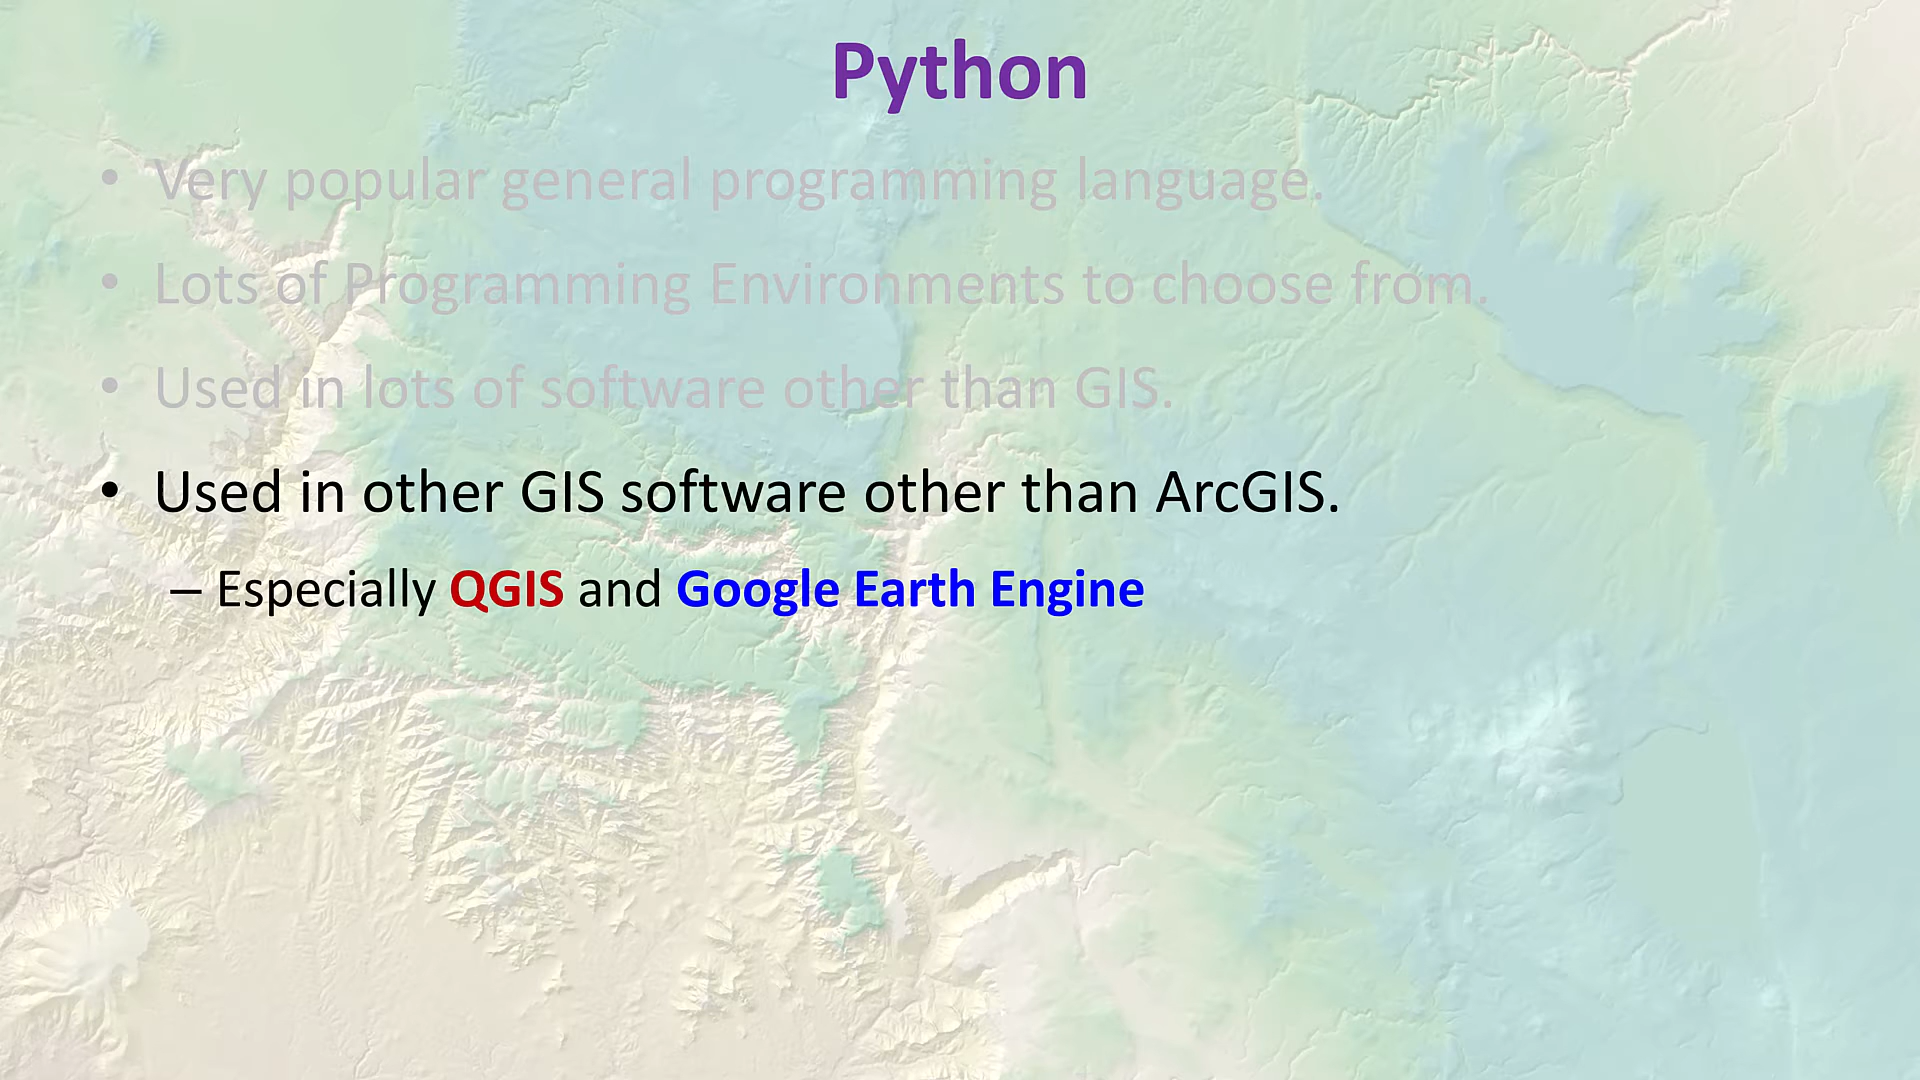 Python
• Very popular general programming language.
• Lots of Programming Environments to choose from.
• Used in lots of software other than GIS.
• Used in other GIS software other than ArcGIS.
– Especially QGIS and Google Earth Engine